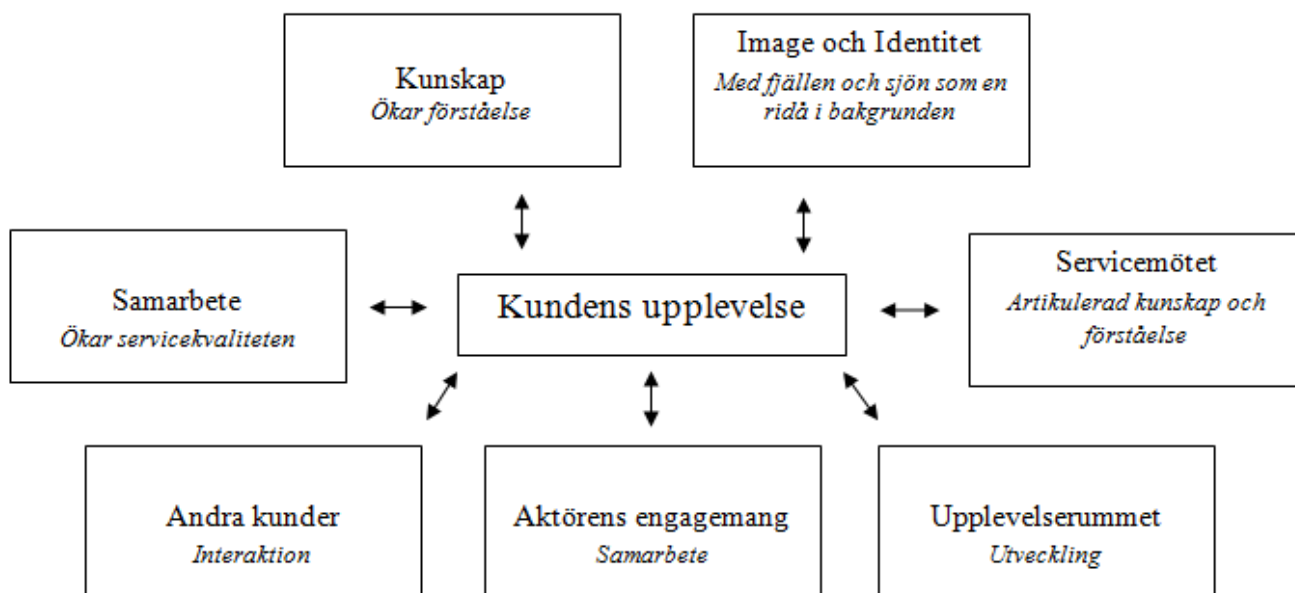 Kunskap
Ökar förståelse
Image och Identitet
Med fjällen och sjön som en
ridå i bakgrunden
Samarbete
Ökar servicekvaliteten
Kundens upplevelse
Servicemötet
Artikulerad kunskap och
förståelse
Andra kunder
Interaktion
Aktörens engagemang
Samarbete
Upplevelserummet
Utveckling